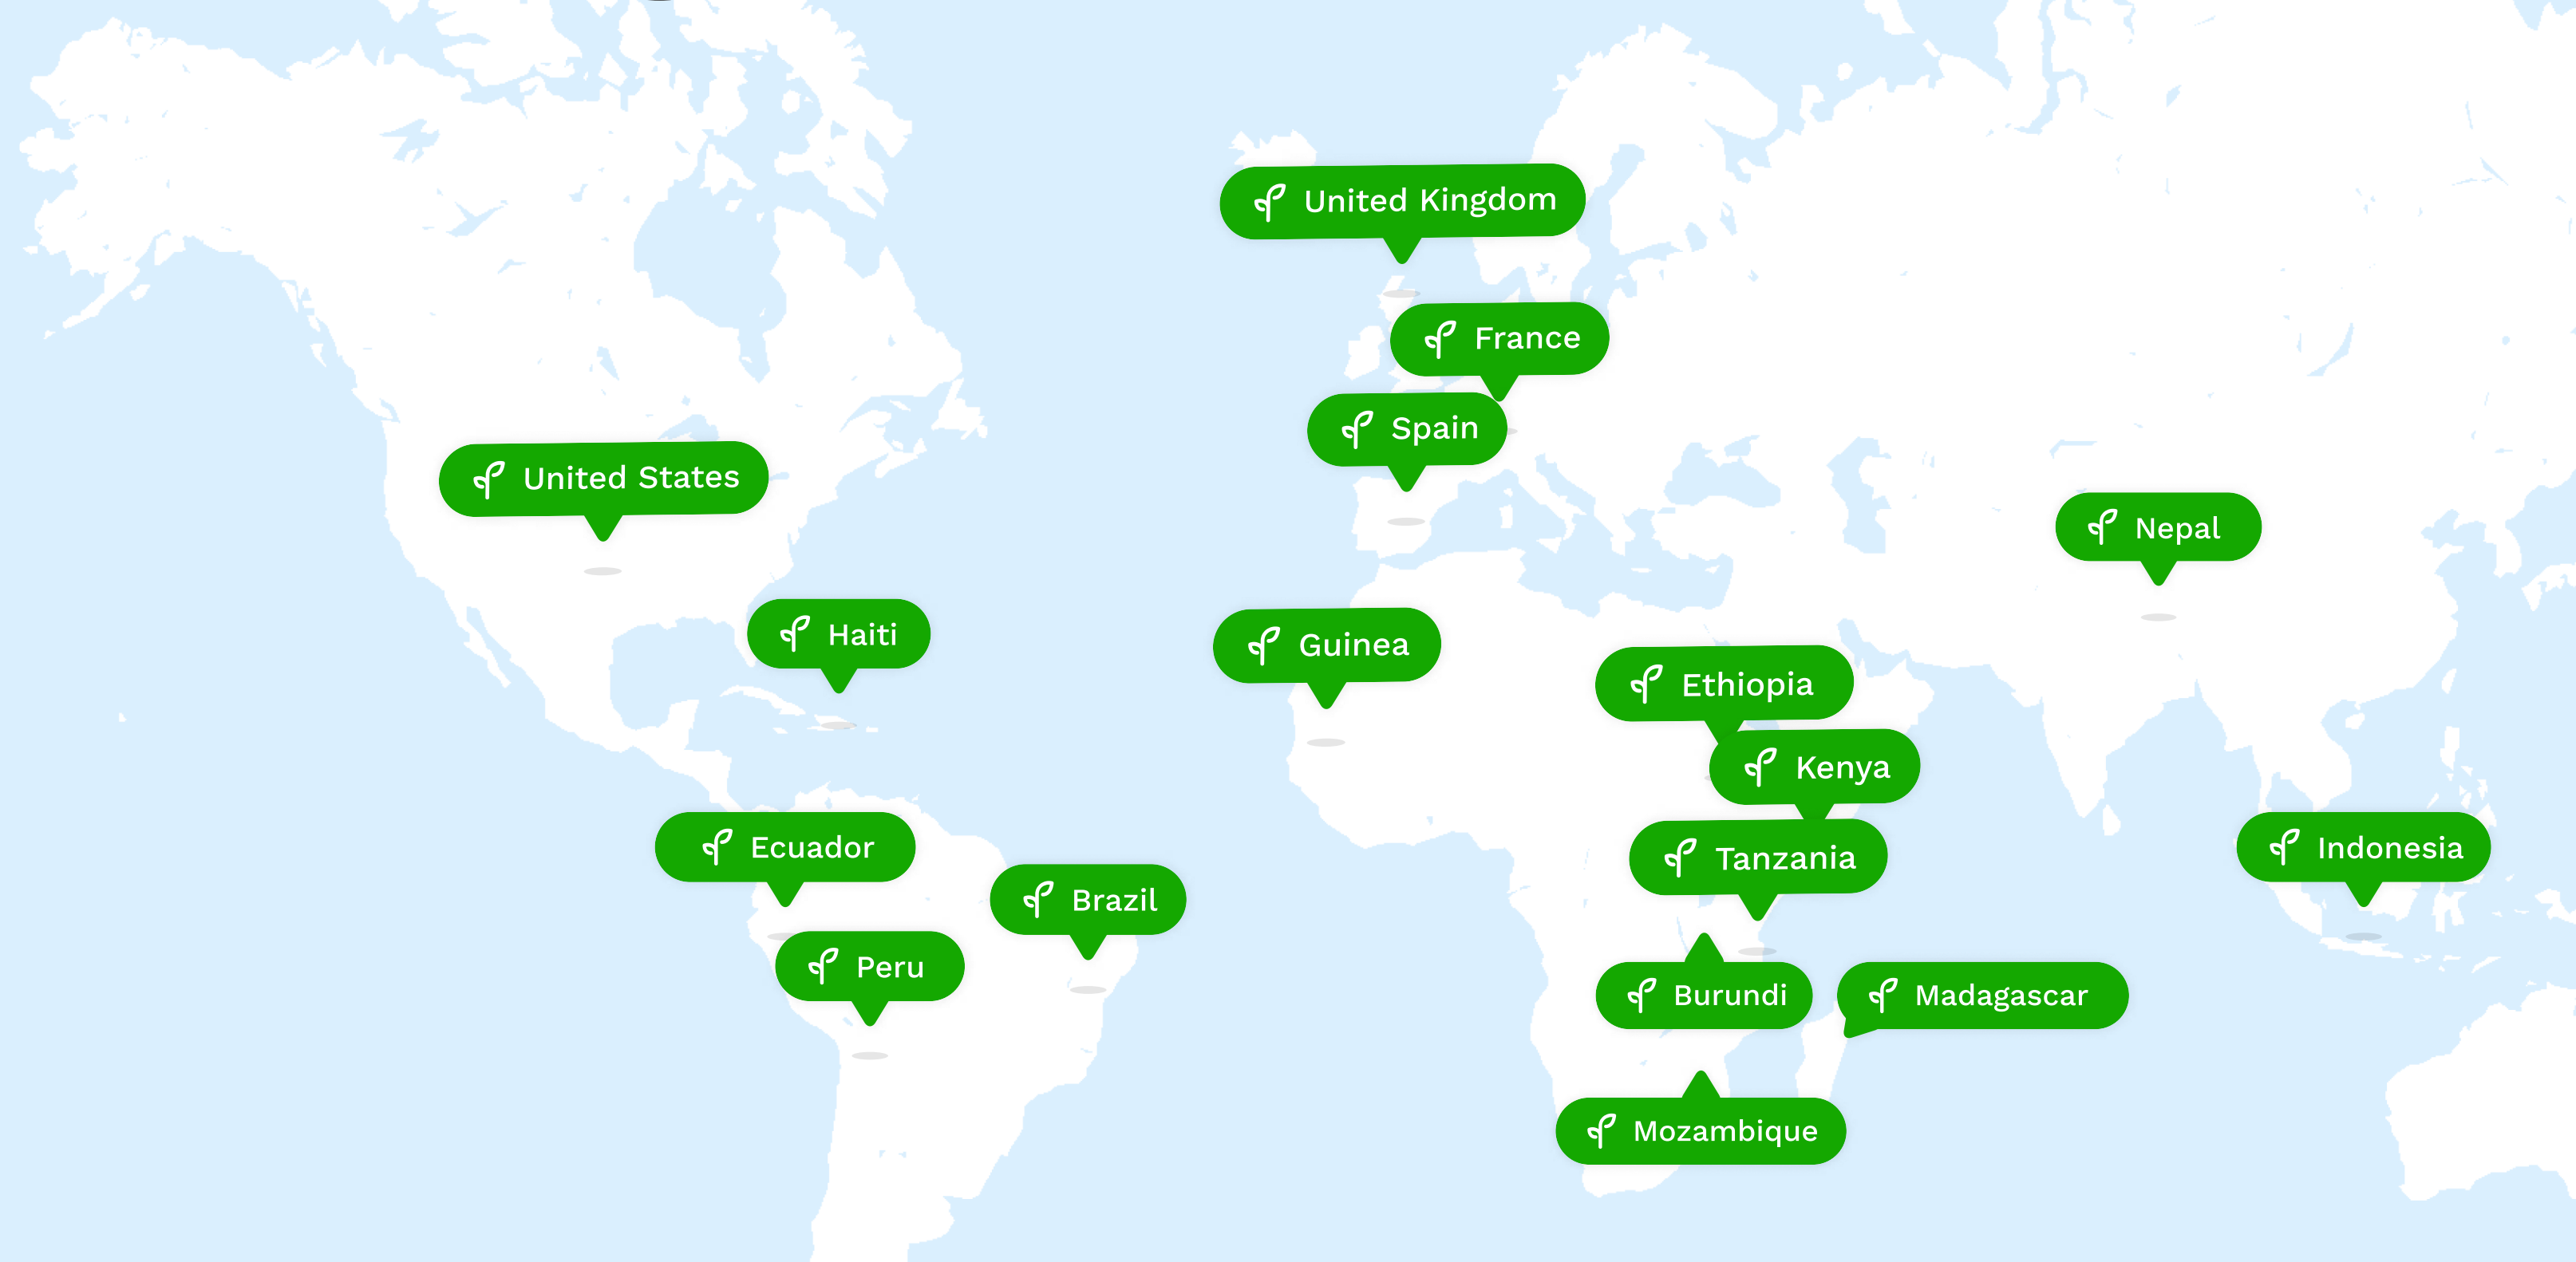 United Kingdom
France
Spain
United States
Nepal
Haiti
Guinea
Ethiopia
Kenya
Ecuador
Tanzania
Indonesia
Brazil
Peru
Burundi
Madagascar
Mozambique